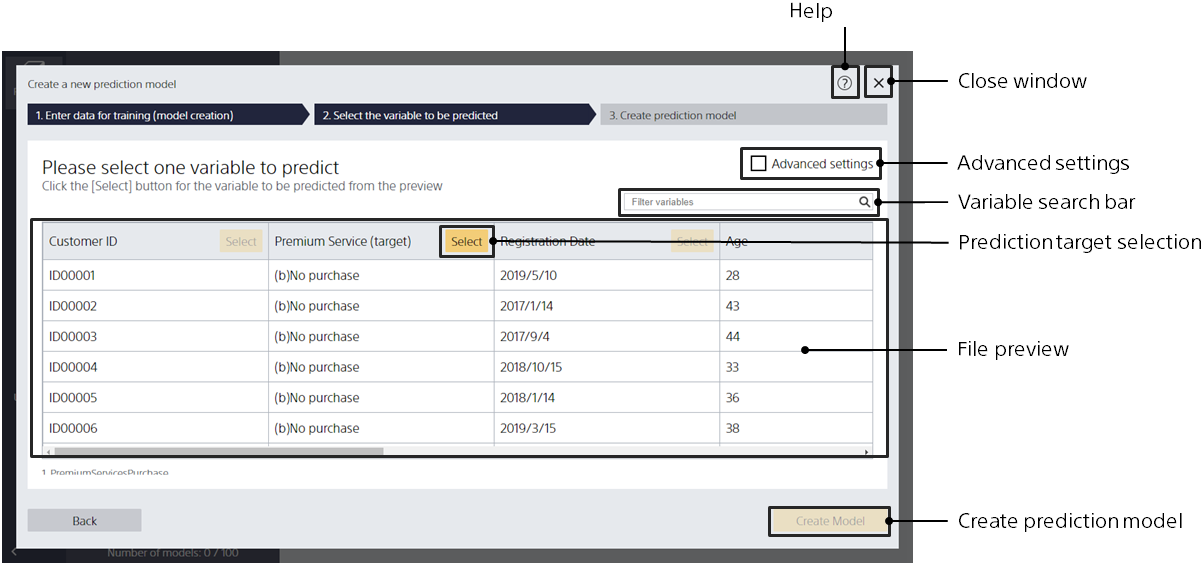 Help
Create a new prediction model
Close window
1. Enter data for training (model creation)
2. Select the variable to be predicted
3. Create prediction model
Please select one variable to predict
Advanced settings
Advanced settings
Click the [Select] button for the variable to be predicted from the preview
Filter variables
Variable search bar
Customer ID Select Premium Service (target) Select Registration Date Select Age
Prediction target selection
ID00001 (b)No purchase 2019/5/10 28
ID00002 (b)No purchase 2017/1/14 43
ID00003 (b)No purchase 2017/9/4 44
File preview
ID00004 (b)No purchase 2018/10/15 33
ID00005 (b)No purchase 2018/1/14 36
ID00006 (b)No purchase 2019/3/15 38
1.PremiumServicesPurchase
Back
Create Model
Create prediction model
Number of models: 0 / 100